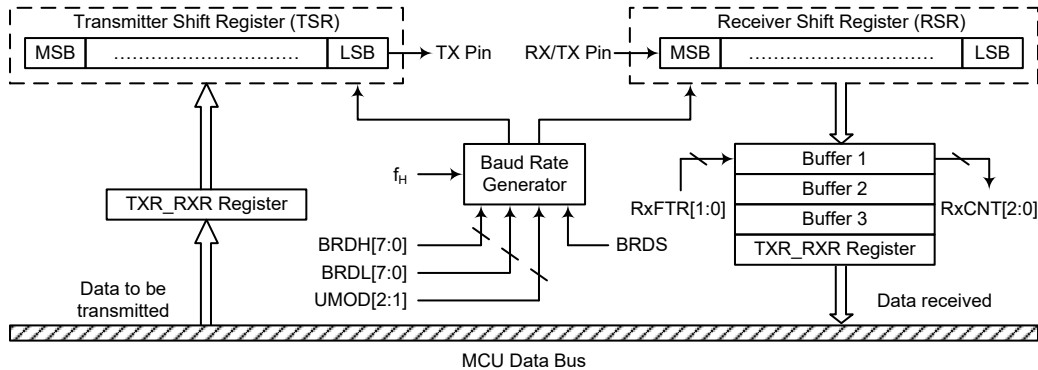 Transmitter Shift Register (TSR)
MSB ………………………… LSB
TX Pin
RX/TX Pin
Receiver Shift Register (RSR)
MSB ………………………… LSB
Baud Rate
Generator
fH
BRDH[7:0]
BRDL[7:0]
UMOD[2:1]
BRDS
TXR_RXR Register
Data to be
transmitted
Buffer 1
Buffer 2
Buffer 3
TXR_RXR Register
RxFTR[1:0]
RxCNT[2:0]
Data received
MCU Data Bus